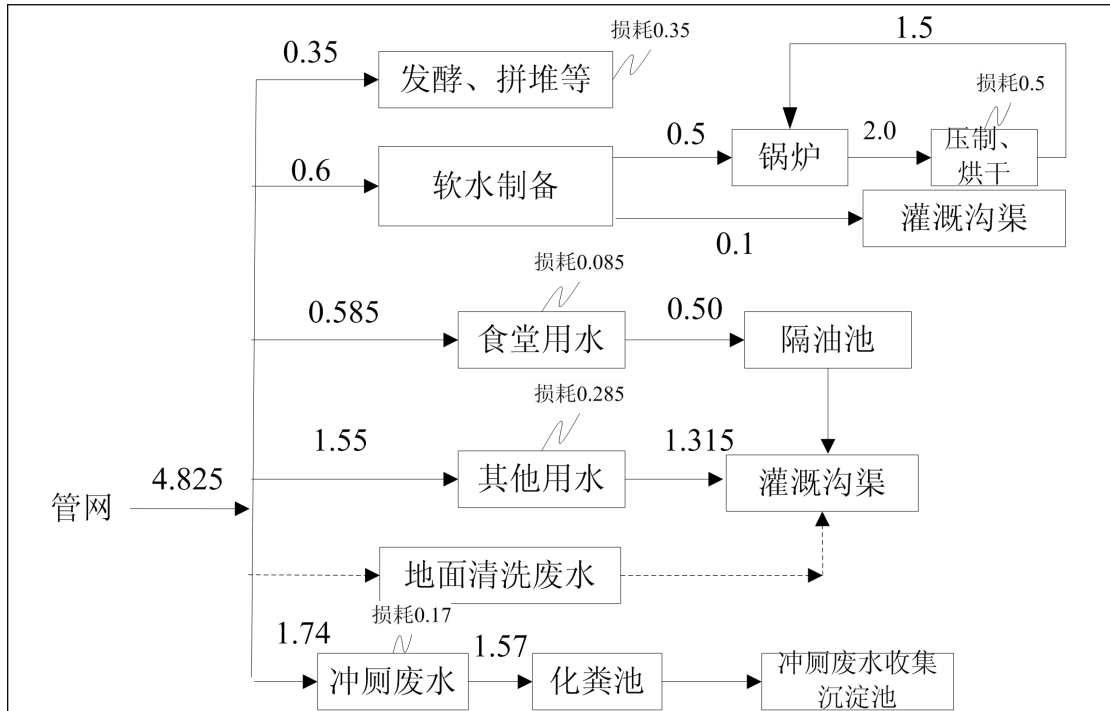 损耗0.35
0.35
发酵、拼堆等
1.5
损耗0.5
0.5
2.0
0.6
软水制备
锅炉
压制、
烘干
0.1
灌溉沟渠
损耗0.085
0.585
食堂用水
0.50
隔油池
损耗0.285
1.55
其他用水
1.315
灌溉沟渠
4.825
管网
地面清洗废水
损耗0.17
1.74
冲厕废水
1.57
化粪池
冲厕废水收集
沉淀池